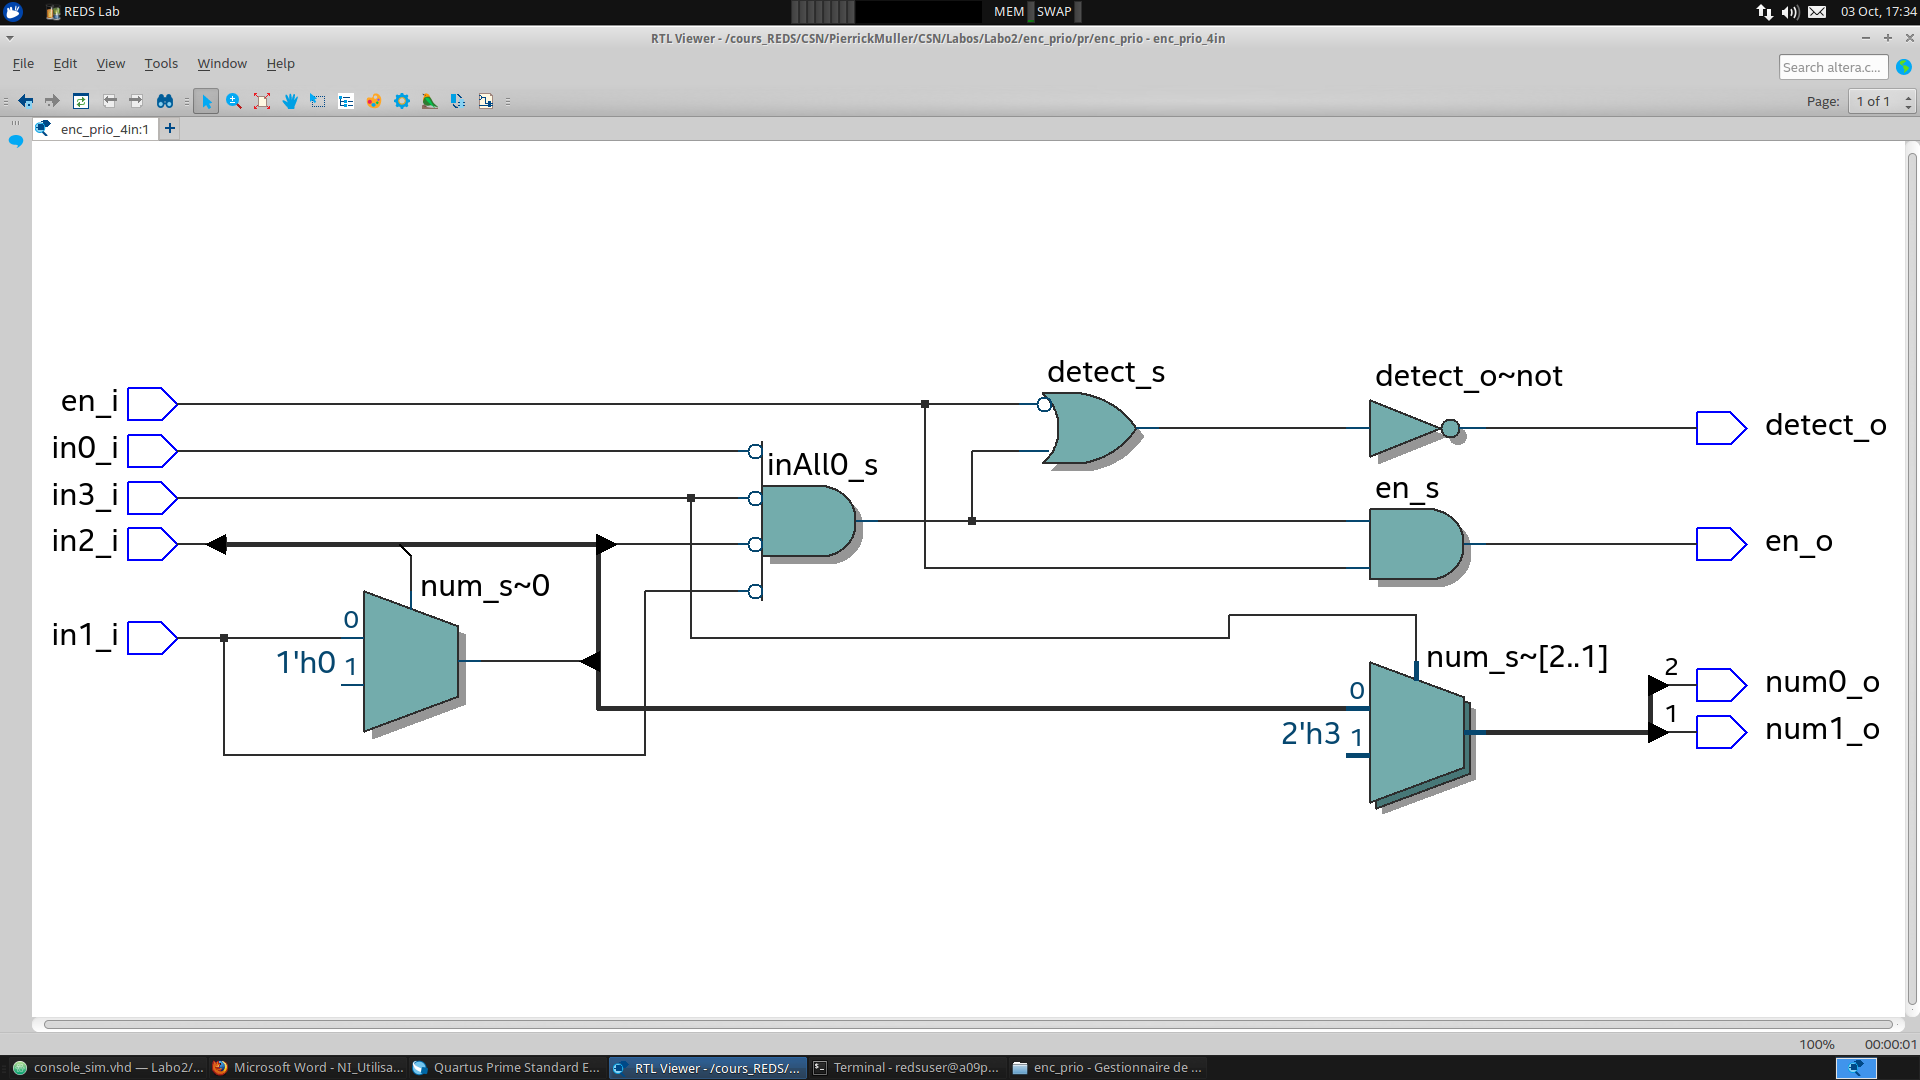 REDS Lab
MEM SWAP
03 Oct, 17:34
RTL Viewer - /cours_REDS/CSN/PierrickMuller/CSN/Labos/Labo2/enc_prio/pr/enc_prio - enc_prio_4in
File Edit View Tools Window Help
Search altera.c...
Page: 1 of 1
enc_prio_4in:1
detect_s
detect_o~not
en_i
detect_o
in0_i
inAll0_s
in3_i
en_s
in2_i
en_o
num_s~0
0
in1_i
1'h0 1
num_s~[2..1]
2
0
num0_o
1
2'h3 1
num1_o
100% 00:00:01
console_sim.vhd — Labo2/...
Microsoft Word - NI_Utilisa...
Quartus Prime Standard E...
RTL Viewer - /cours_REDS/...
Terminal - redsuser@a09p...
enc_prio - Gestionnaire de ...